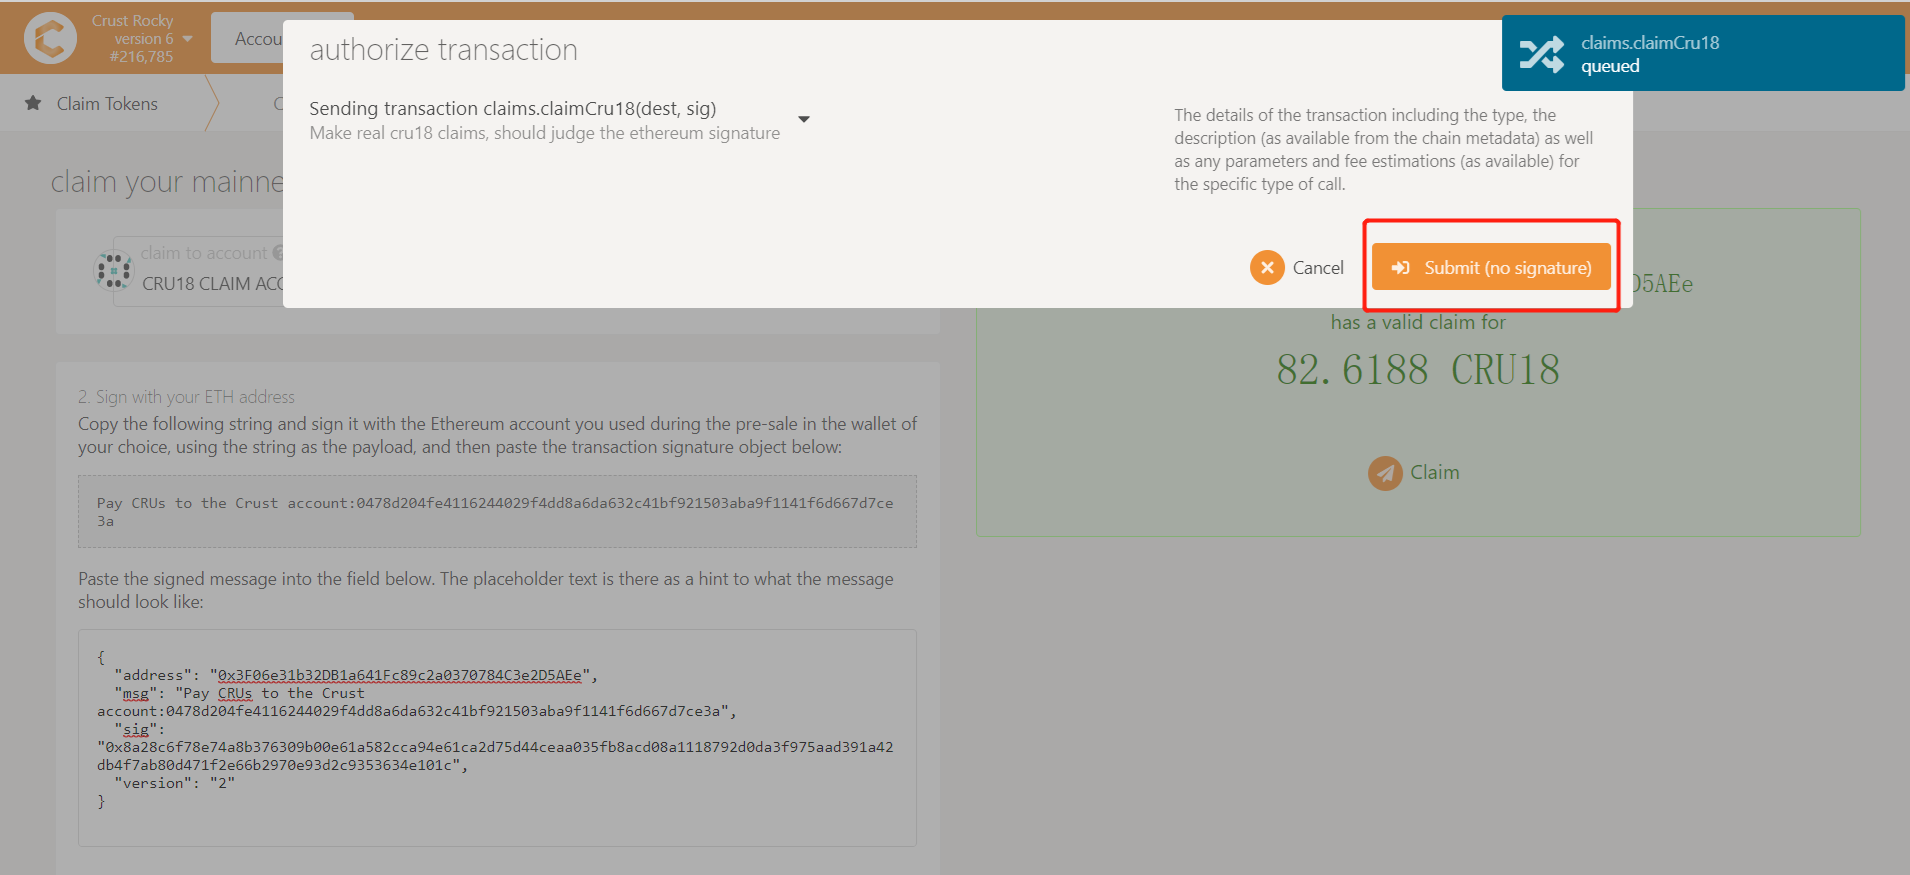 Crust Rocky
version 6
#216,785
Accou
authorize transaction
claims.claimCru18
queued
Claim Tokens
C
Sending transaction claims.claimCru18(dest, sig)
Make real cru18 claims, should judge the ethereum signature
The details of the transaction including the type, the
description (as available from the chain metadata) as well
as any parameters and fee estimations (as available) for
the specific type of call.
Cancel
Submit (no signature)
claim your mainne
claim to account
CRU18 CLAIM ACC
D5AEe
has a valid claim for
82.6188 CRU18
Claim
2. Sign with your ETH address
Copy the following string and sign it with the Ethereum account you used during the pre-sale in the wallet of
your choice, using the string as the payload, and then paste the transaction signature object below:
Pay CRUs to the Crust account:0478d204fe4116244029f4dd8a6da632c41bf921503aba9f1141f6d667d7ce
3a
Paste the signed message into the field below. The placeholder text is there as a hint to what the message
should look like:
{
"address": "0x3F06e31b32DB1a641Fc89c2a0370784C3e2D5AEe",
"msg": "Pay CRUs to the Crust
account:0478d204fe4116244029f4dd8a6da632c41bf921503aba9f1141f6d667d7ce3a",
"sig":
"0x8a28c6f78e74a8b376309b00e61a582cca94e61ca2d75d44ceaa035fb8acd08a1118792d0da3f975aad391a42
db4f7ab80d471f2e66b2970e93d2c9353634e101c",
"version": "2"
}